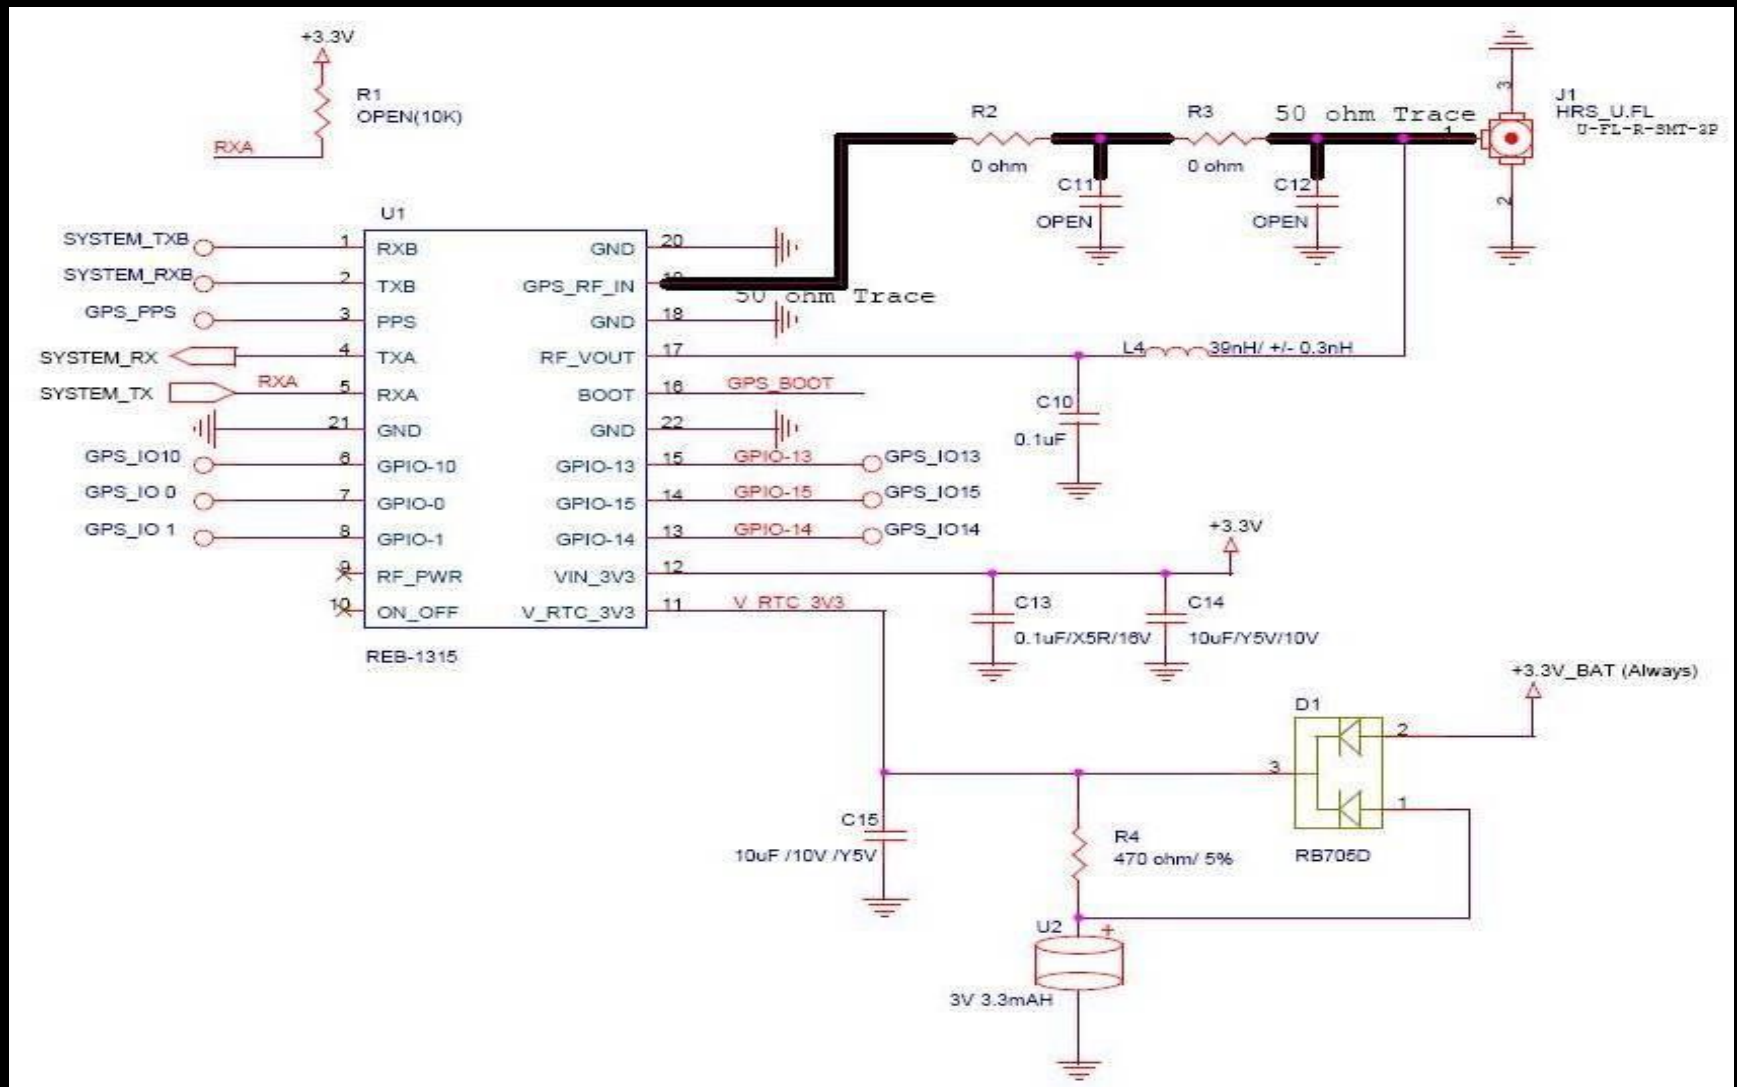 +3.3V
R1
OPEN(10K)
RXA
R2
0 ohm
R3
0 ohm
50 ohm Trace
J1
HRS_U.FL
U-FL-R-SMT-3P
1
3
2
C11
OPEN
C12
OPEN
U1
SYSTEM_TXB 1 RXB GND 20
SYSTEM_RXB 2 TXB GPS_RF_IN 19
50 ohm Trace
GPS_PPS 3 PPS GND 18
SYSTEM_RX 4 TXA RF_VOUT 17
L4 39nH/ +/- 0.3nH
SYSTEM_TX RXA 5 RXA BOOT 16 GPS_BOOT
21 GND GND 22
C10
0.1uF
GPS_IO10 6 GPIO-10 GPIO-13 15 GPIO-13 GPS_IO13
GPS_IO 0 7 GPIO-0 GPIO-15 14 GPIO-15 GPS_IO15
GPS_IO 1 8 GPIO-1 GPIO-14 13 GPIO-14 GPS_IO14
+3.3V
9 RF_PWR VIN_3V3 12
10 ON_OFF V_RTC_3V3 11 V_RTC_3V3
C13
0.1uF/X5R/16V
C14
10uF/Y5V/10V
REB-1315
+3.3V_BAT (Always)
D1
2
3
1
RB705D
C15
10uF /10V /Y5V
R4
470 ohm/ 5%
U2
+
3V 3.3mAH